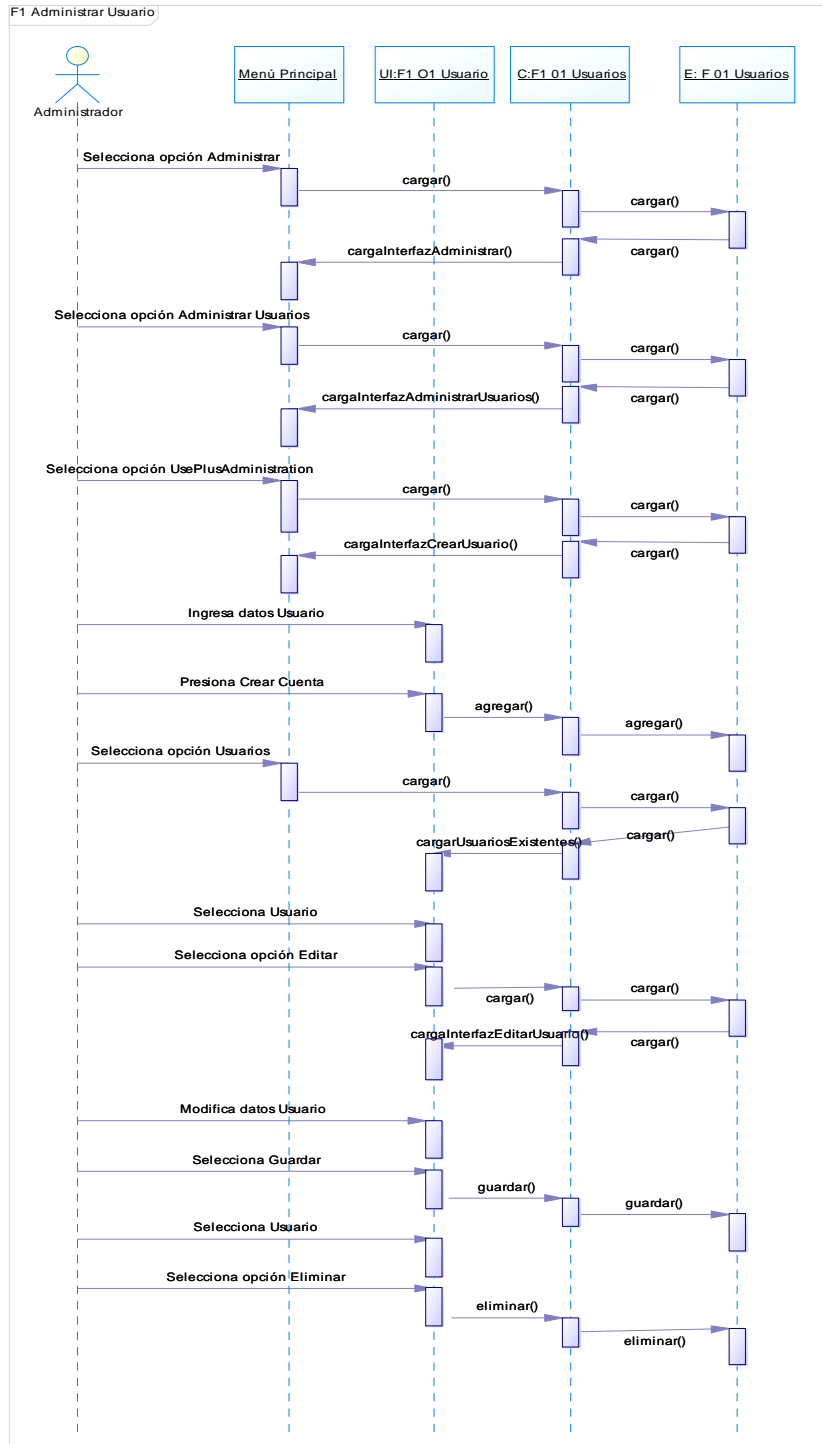 F1 Administrar Usuario
Administrador
Menú Principal
UI:F1 O1 Usuario
C:F1 01 Usuarios
E: F 01 Usuarios
Selecciona opción Administrar
cargar()
cargar()
cargar()
cargaInterfazAdministrar()
Selecciona opción Administrar Usuarios
cargar()
cargar()
cargar()
cargaInterfazAdministrarUsuarios()
Selecciona opción UsePlusAdministration
cargar()
cargar()
cargar()
cargaInterfazCrearUsuario()
Ingresa datos Usuario
Presiona Crear Cuenta
agregar()
agregar()
Selecciona opción Usuarios
cargar()
cargar()
cargar()
cargarUsuariosExistentes()
Selecciona Usuario
Selecciona opción Editar
cargar()
cargar()
cargar()
cargaInterfazEditarUsuario()
Modifica datos Usuario
Selecciona Guardar
guardar()
guardar()
Selecciona Usuario
Selecciona opción Eliminar
eliminar()
eliminar()